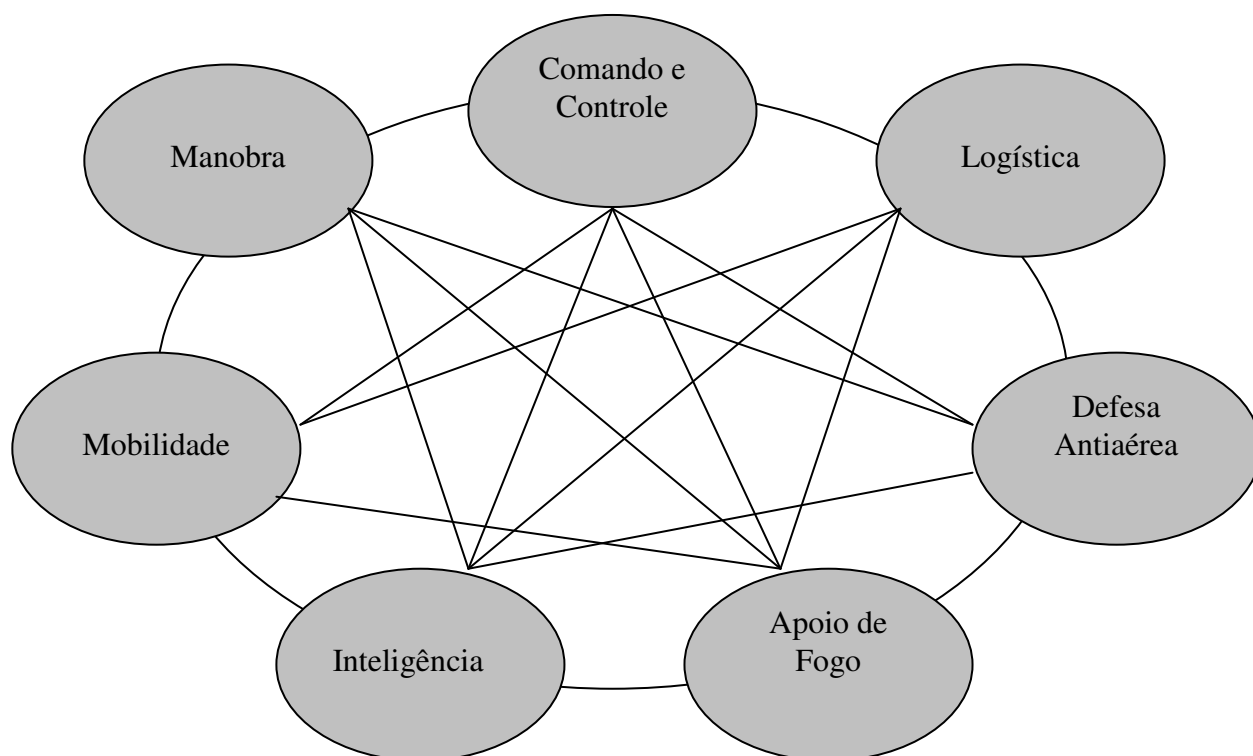 Comando e
Controle
Manobra
Logística
Mobilidade
Defesa
Antiaérea
Inteligência
Apoio de
Fogo